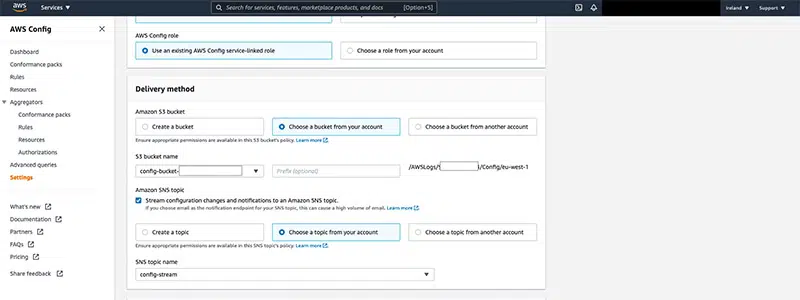 aws
Services ▼
Search for services, features, marketplace products, and docs [Option+S]
Ireland ▼
Support ▼
AWS Config
Dashboard
Conformance packs
Rules
Resources
Aggregators
Conformance packs
Rules
Resources
Authorizations
Advanced queries
Settings
What's new
Documentation
Partners
FAQs
Pricing
Share feedback
AWS Config role
Use an existing AWS Config service-linked role
Choose a role from your account
Delivery method
Amazon S3 bucket
Create a bucket
Choose a bucket from your account
Choose a bucket from another account
Ensure appropriate permissions are available in this S3 bucket's policy. Learn more
S3 bucket name
config-bucket-
Prefix (optional)
/AWSLogs/ /Config/eu-west-1
Amazon SNS topic
Stream configuration changes and notifications to an Amazon SNS topic.
If you choose email as the notification endpoint for your SNS topic, this can cause a high volume of email. Learn more
Create a topic
Choose a topic from your account
Choose a topic from another account
Ensure appropriate permissions are available in this SNS topic's policy. Learn more
SNS topic name
config-stream